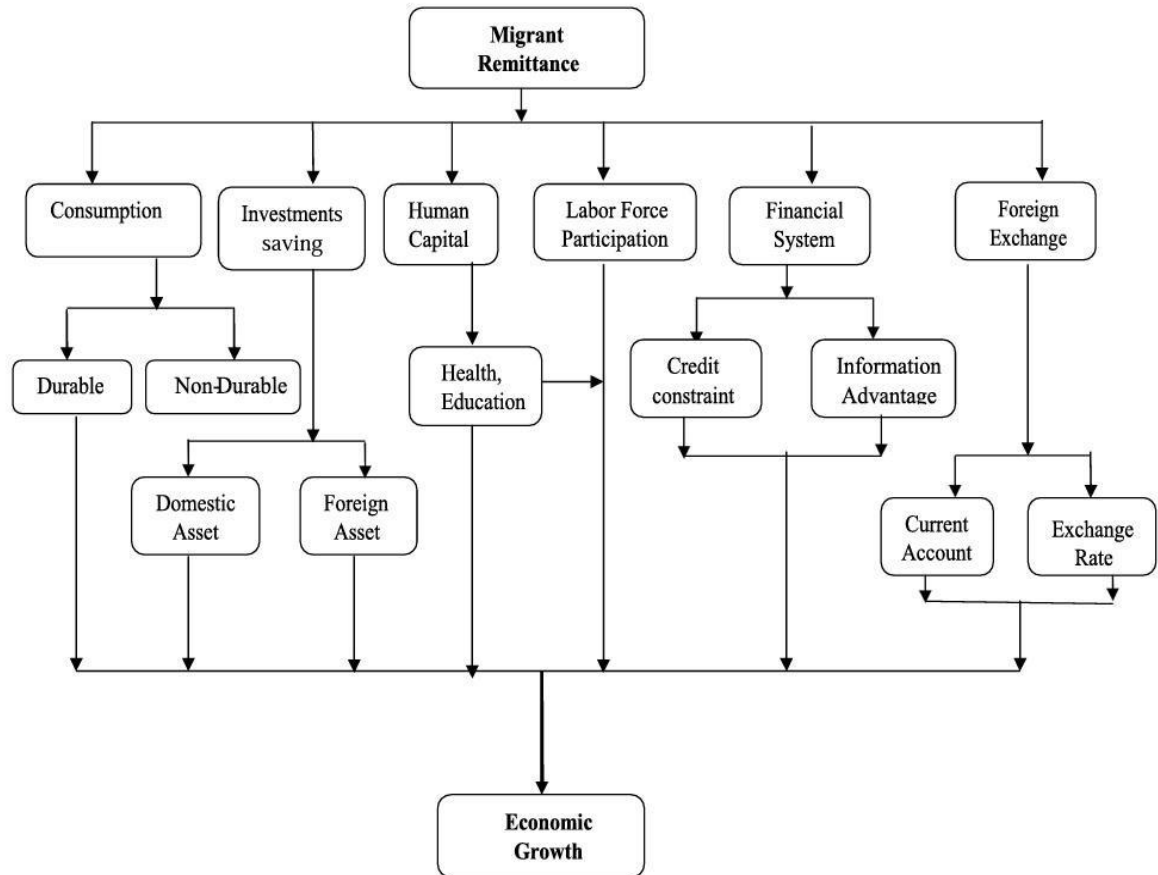 Migrant
Remittance
Consumption
Investments
saving
Human
Capital
Labor Force
Participation
Financial
System
Foreign
Exchange
Durable
Non-Durable
Health,
Education
Credit
constraint
Information
Advantage
Domestic
Asset
Foreign
Asset
Current
Account
Exchange
Rate
Economic
Growth